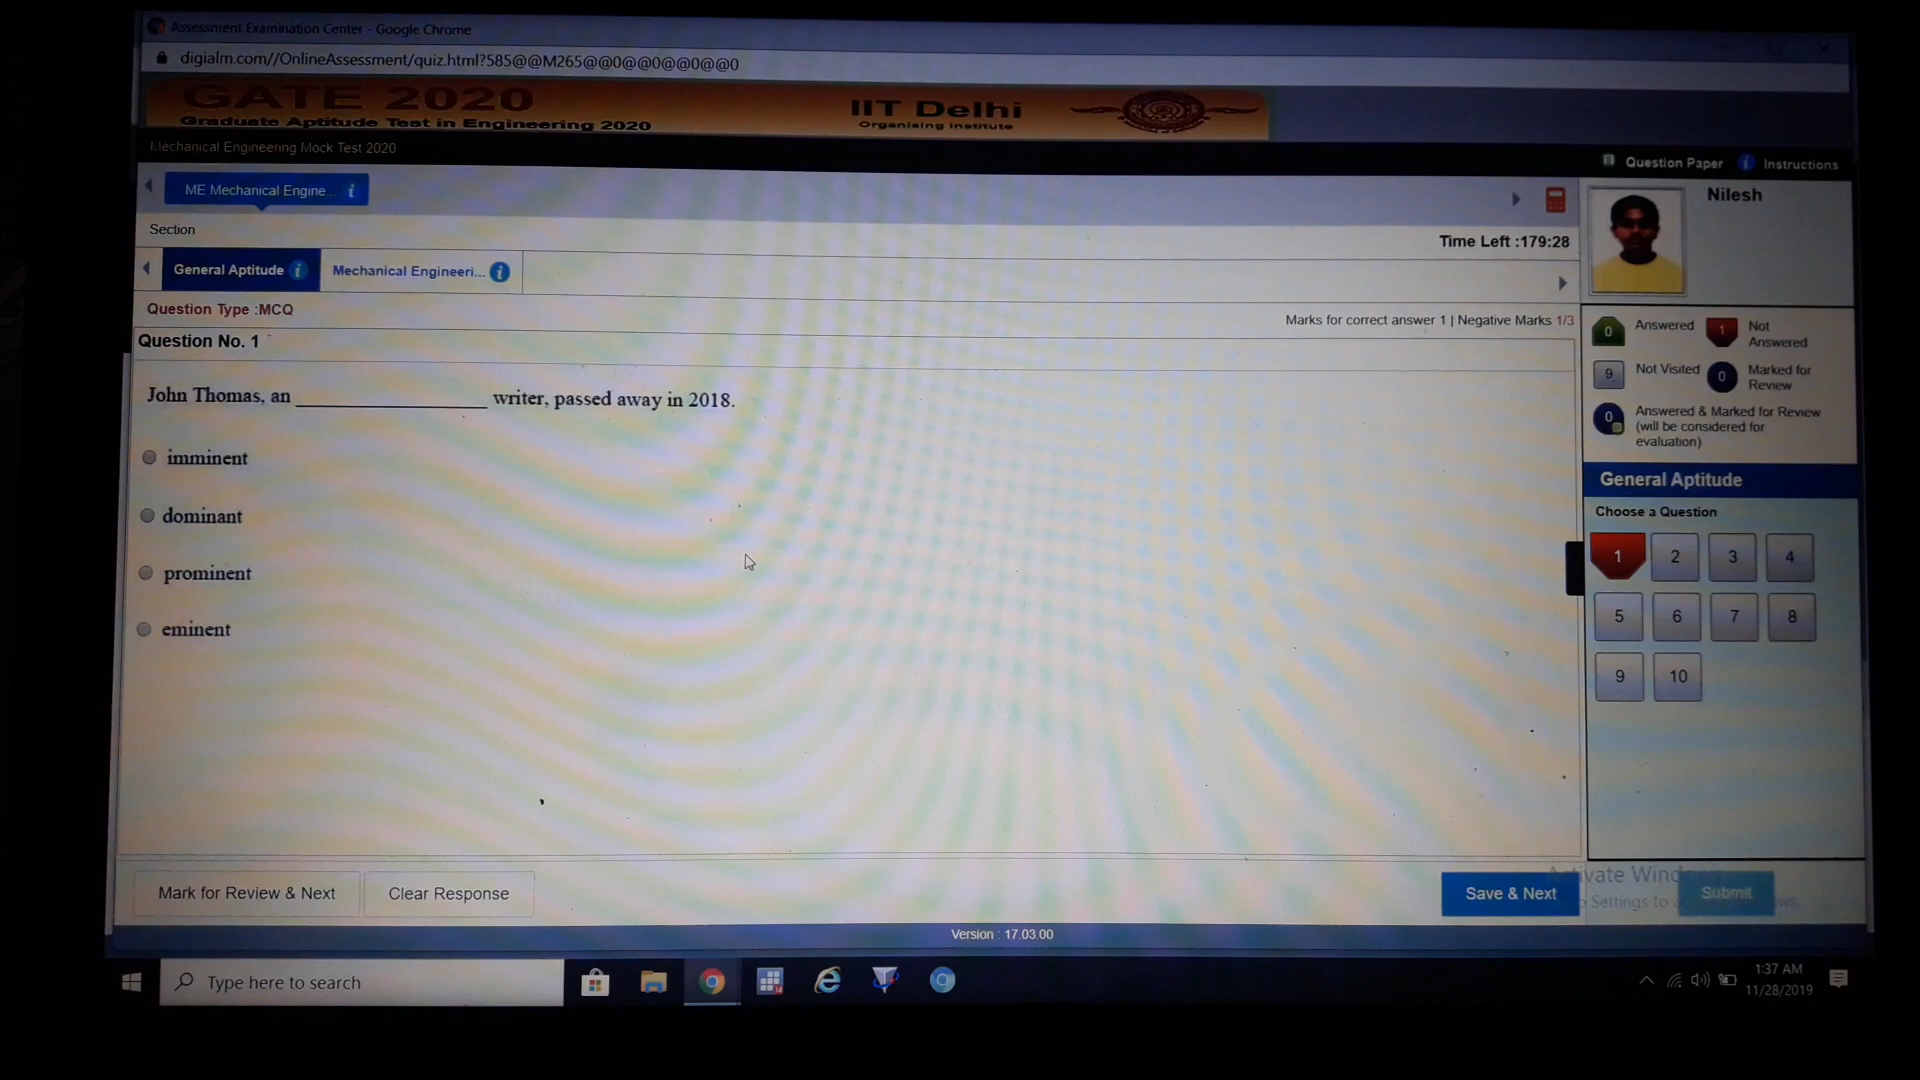 Assessment Examination Center - Google Chrome
digialm.com//OnlineAssessment/quiz.html?585@@M265@@0@@0@@0@@0
GATE 2020
Graduate Aptitude Test in Engineering 2020
IIT Delhi
Organising Institute
Mechanical Engineering Mock Test 2020
Question Paper
i Instructions
ME Mechanical Engine... i
Nilesh
Section
Time Left :179:28
General Aptitude i
Mechanical Engineeri... i
Question Type :MCQ
Marks for correct answer 1 | Negative Marks 1/3
Question No. 1
John Thomas, an ________________ writer, passed away in 2018.
imminent
dominant
prominent
eminent
0 Answered
1 Not Answered
9 Not Visited
0 Marked for Review
0 Answered & Marked for Review
(will be considered for
evaluation)
General Aptitude
Choose a Question
1 2 3 4
5 6 7 8
9 10
Mark for Review & Next
Clear Response
Save & Next
Submit
Version : 17.03.00
Type here to search
1:37 AM
11/28/2019